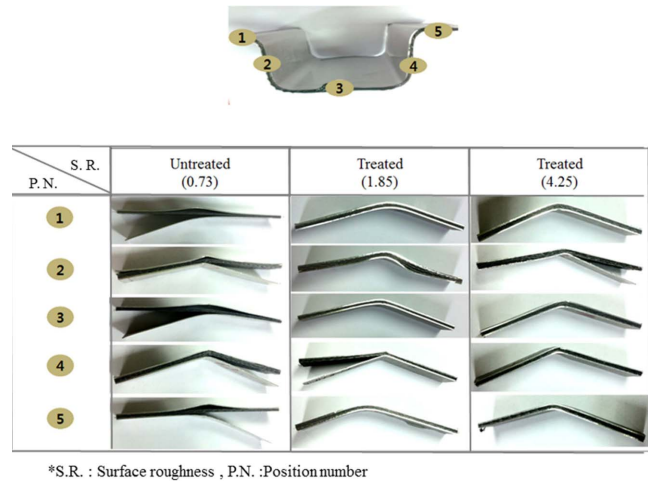 1
5
2
4
3
S. R.
P. N.
Untreated
(0.73)
Treated
(1.85)
Treated
(4.25)
1
2
3
4
5
*S.R. : Surface roughness , P.N. :Position number